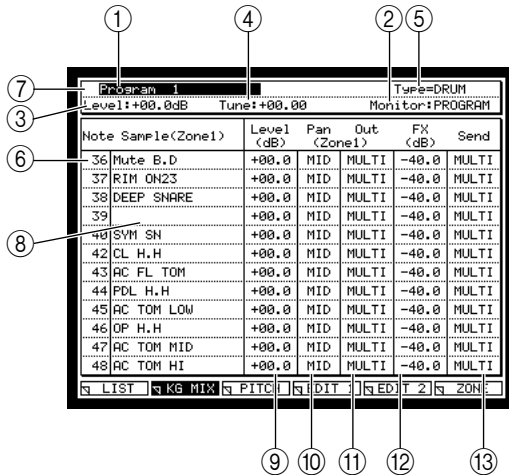 ① ④ ② ⑤
⑦ Program 1 Type=DRUM
③ Level:+00.0dB Tune:+00.00 Monitor:PROGRAM
Note Sample(Zone1) Level Pan Out FX Send
(dB) (Zone1) (dB)
⑥ 36 Mute B.D +00.0 MID MULTI -40.0 MULTI
37 RIM ON23 +00.0 MID MULTI -40.0 MULTI
38 DEEP SNARE +00.0 MID MULTI -40.0 MULTI
39 +00.0 MID MULTI -40.0 MULTI
⑧ 40 SYM SN +00.0 MID MULTI -40.0 MULTI
42 CL H.H +00.0 MID MULTI -40.0 MULTI
43 AC FL TOM +00.0 MID MULTI -40.0 MULTI
44 PDL H.H +00.0 MID MULTI -40.0 MULTI
45 AC TOM LOW +00.0 MID MULTI -40.0 MULTI
46 OP H.H +00.0 MID MULTI -40.0 MULTI
47 AC TOM MID +00.0 MID MULTI -40.0 MULTI
48 AC TOM HI +00.0 MID MULTI -40.0 MULTI
LIST KG MIX PITCH EDIT 1 EDIT 2 ZONE
⑨ ⑩ ⑪ ⑫ ⑬